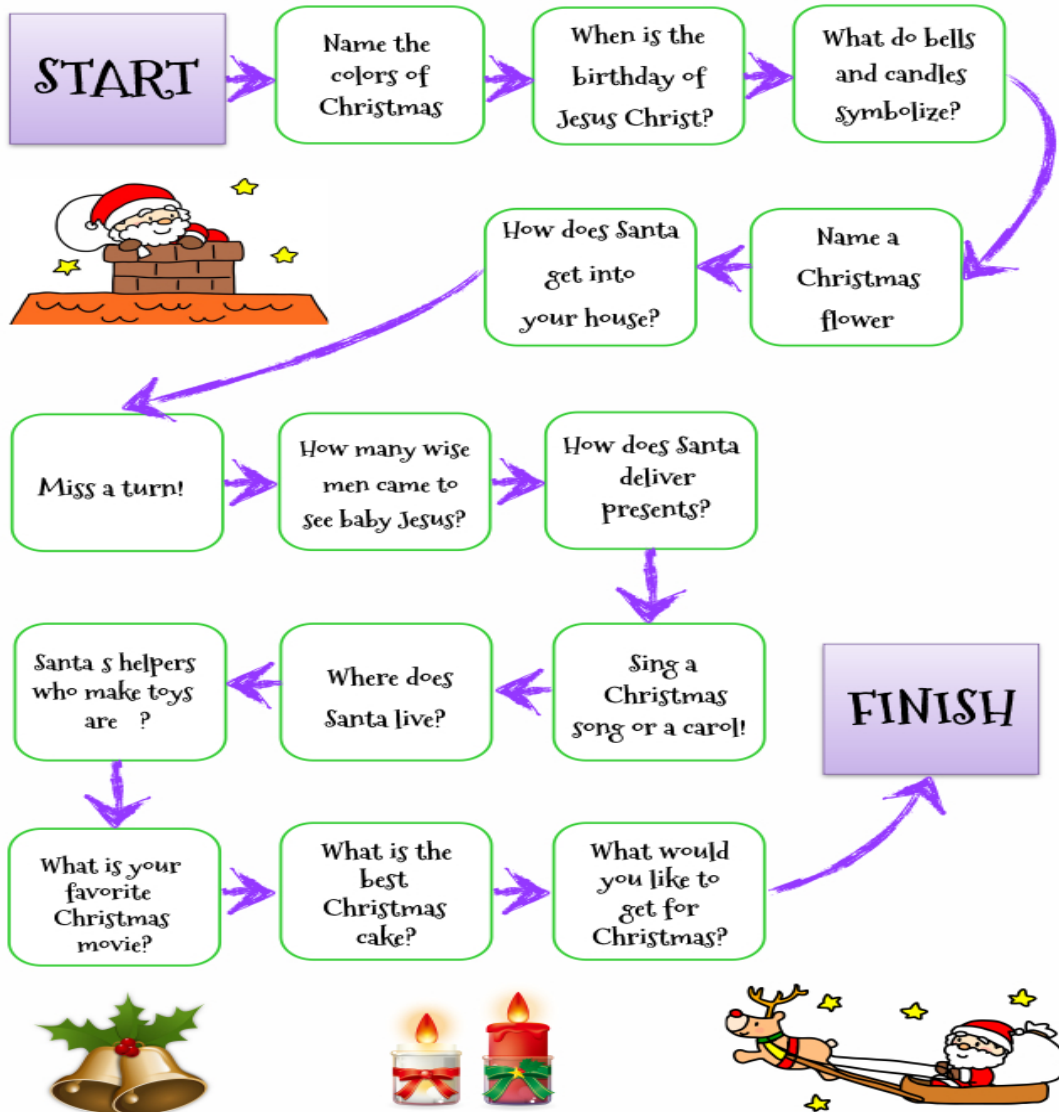 START
Name the
colors of
Christmas
When is the
birthday of
Jesus Christ?
What do bells
and candles
symbolize?
Name a
Christmas
flower
How does Santa
get into
your house?
Miss a turn!
How many wise
men came to
see baby Jesus?
How does Santa
deliver
presents?
Sing a
Christmas
song or a carol!
Where does
Santa live?
Santa s helpers
who make toys
are ?
What is your
favorite
Christmas
movie?
What is the
best
Christmas
cake?
What would
you like to
get for
Christmas?
FINISH